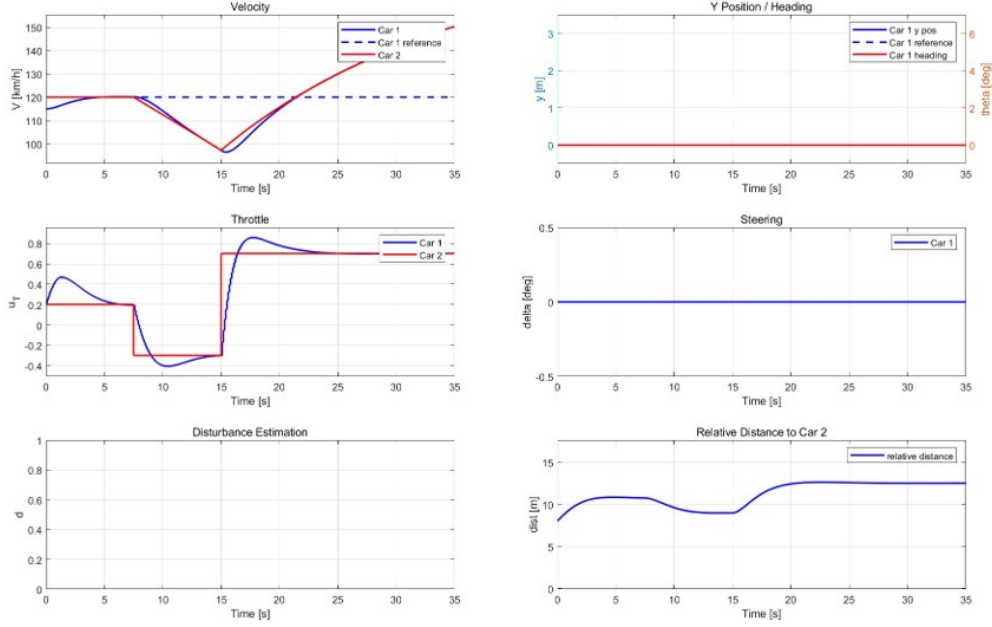 Velocity
150
140
130
120
110
100
V [km/h]
Car 1
Car 1 reference
Car 2
0 5 10 15 20 25 30 35
Time [s]
Y Position / Heading
3
2
1
0
y [m]
Car 1 y pos
Car 1 reference
Car 1 heading
6
4
2
0
theta [deg]
0 5 10 15 20 25 30 35
Time [s]
Throttle
0.8
0.6
0.4
0.2
0
-0.2
-0.4
u_T
Car 1
Car 2
0 5 10 15 20 25 30 35
Time [s]
Steering
0.5
0
-0.5
delta [deg]
Car 1
0 5 10 15 20 25 30 35
Time [s]
Disturbance Estimation
1
0.8
0.6
0.4
0.2
0
d
0 5 10 15 20 25 30 35
Time [s]
Relative Distance to Car 2
15
10
5
0
dist [m]
relative distance
0 5 10 15 20 25 30 35
Time [s]